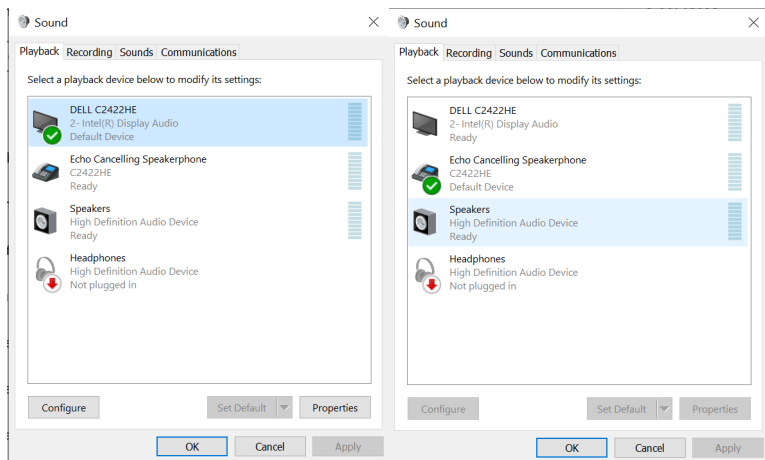 Sound
Playback Recording Sounds Communications
Select a playback device below to modify its settings:
DELL C2422HE
2- Intel(R) Display Audio
Default Device
Echo Cancelling Speakerphone
C2422HE
Ready
Speakers
High Definition Audio Device
Ready
Headphones
High Definition Audio Device
Not plugged in
Configure Set Default Properties
OK Cancel Apply
Sound
Playback Recording Sounds Communications
Select a playback device below to modify its settings:
DELL C2422HE
2- Intel(R) Display Audio
Ready
Echo Cancelling Speakerphone
C2422HE
Default Device
Speakers
High Definition Audio Device
Ready
Headphones
High Definition Audio Device
Not plugged in
Configure Set Default Properties
OK Cancel Apply